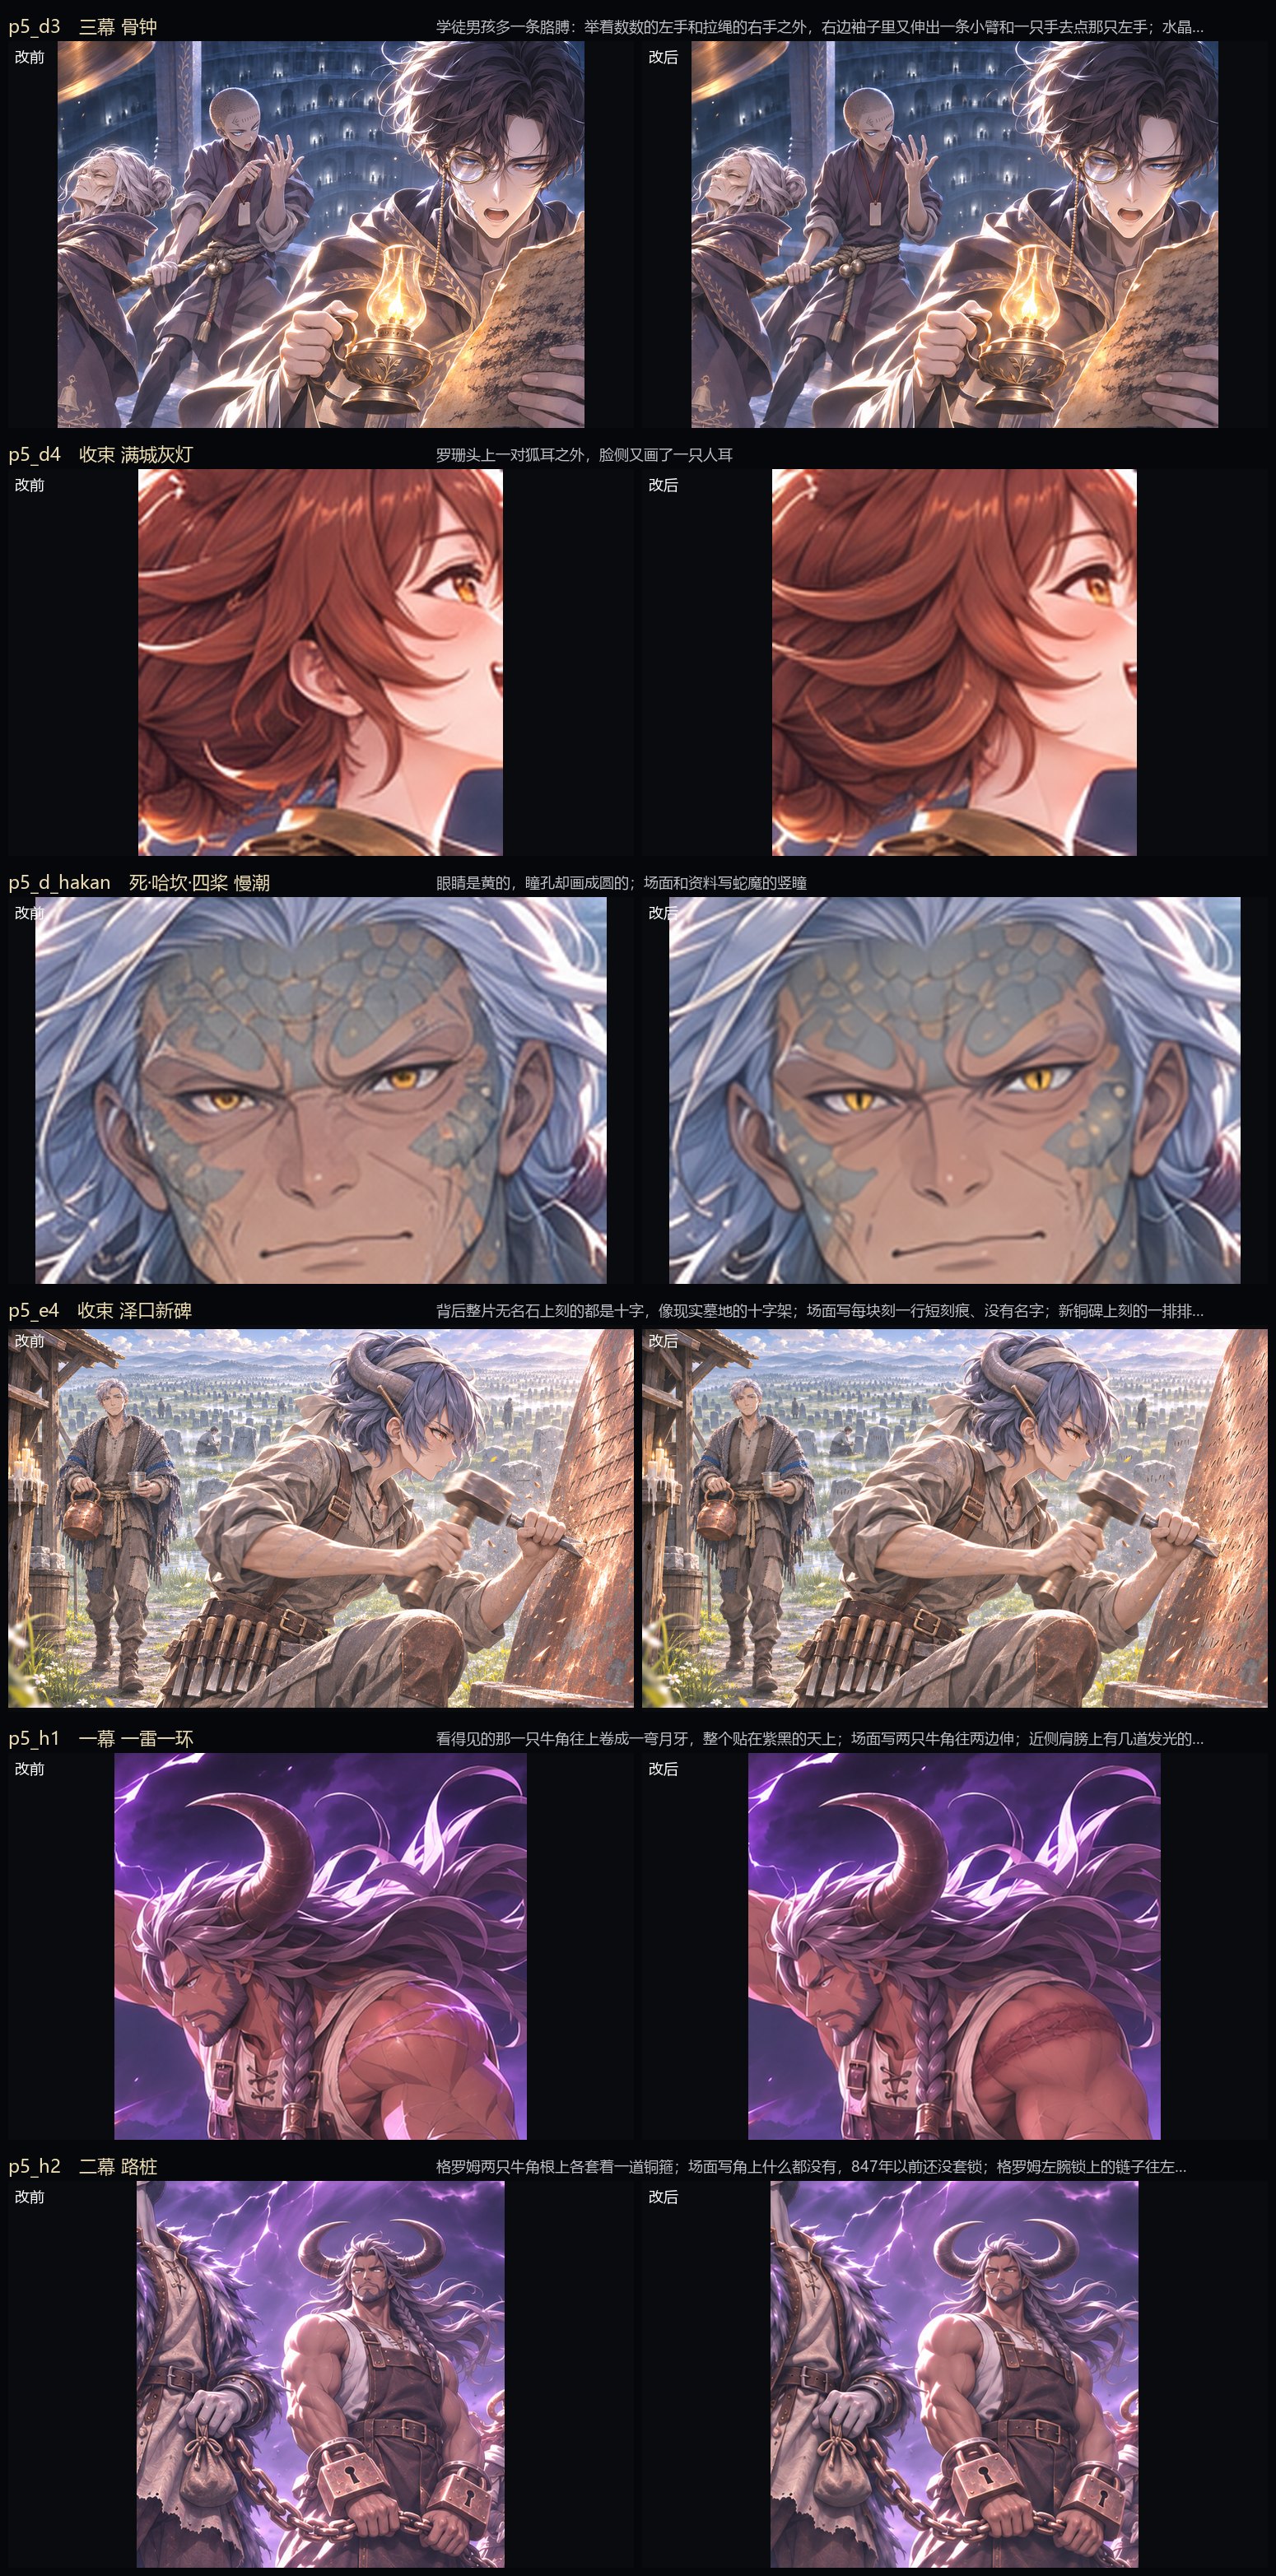 p5_d3 三幕 骨钟 学徒男孩多一条胳膊：举着数数的左手和拉绳的右手之外，右边袖子里又伸出一条小臂和一只手去点那只左手；水晶...
改前 改后
p5_d4 收束 满城灰灯 罗珊头上一对狐耳之外，脸侧又画了一只人耳
改前 改后
p5_d_hakan 死·哈坎·四桨 慢潮 眼睛是黄的，瞳孔却画成圆的；场面和资料写蛇魔的竖瞳
改前 改后
p5_e4 收束 泽口新碑 背后整片无名石上刻的都是十字，像现实墓地的十字架；场面写每块刻一行短刻痕、没有名字；新铜碑上刻的一排排...
改前 改后
p5_h1 一幕 一雷一环 看得见的那一只牛角往上卷成一弯月牙，整个贴在紫黑的天上；场面写两只牛角往两边伸；近侧肩膀上有几道发光的...
改前 改后
p5_h2 二幕 路桩 格罗姆两只牛角根上各套着一道铜箍；场面写角上什么都没有，847年以前还没套锁；格罗姆左腕锁上的链子往左...
改前 改后